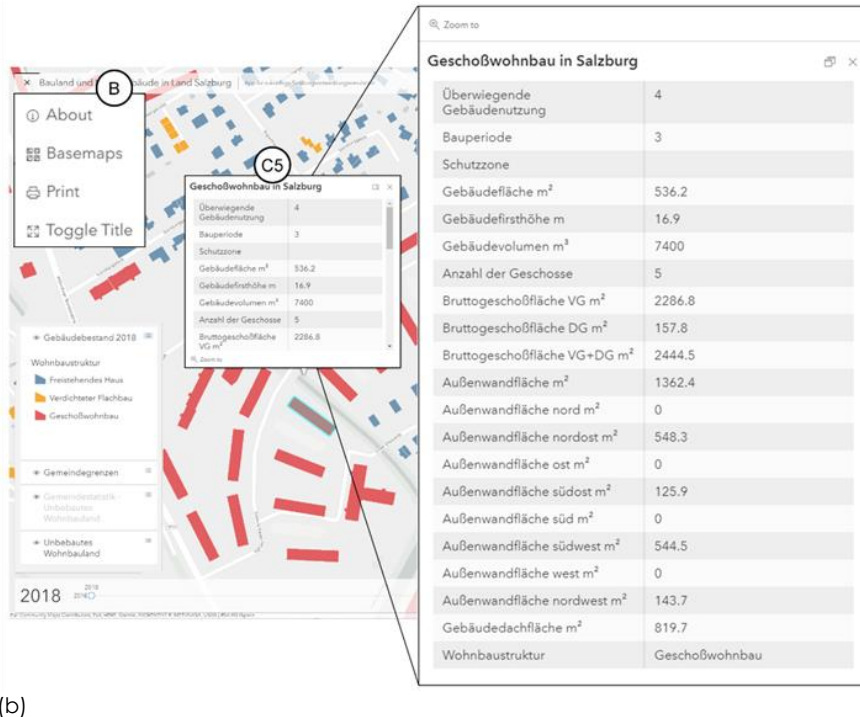 × Bauland und
bäude in Land Salzburg
B
About
Basemaps
Print
Toggle Title
C5
Geschoßwohnbau in Salzburg
Überwiegende
Gebäudenutzung 4
Bauperiode 3
Schutzzone
Gebäudefläche m² 536.2
Gebäudefirsthöhe m 16.9
Gebäudevolumen m³ 7400
Anzahl der Geschosse 5
Bruttogeschoßfläche
VG m² 2286.8
Zoom to
Gebäudebestand 2018
Wohnbaustruktur
Freistehendes Haus
Verdichteter Flachbau
Geschoßwohnbau
Gemeindegrenzen
Gemeindestatistik -
Unbebautes
Wohnbauland
Unbebautes
Wohnbauland
2018
2018
Zoom to
Geschoßwohnbau in Salzburg
Überwiegende
Gebäudenutzung 4
Bauperiode 3
Schutzzone
Gebäudefläche m² 536.2
Gebäudefirsthöhe m 16.9
Gebäudevolumen m³ 7400
Anzahl der Geschosse 5
Bruttogeschoßfläche VG m² 2286.8
Bruttogeschoßfläche DG m² 157.8
Bruttogeschoßfläche VG+DG m² 2444.5
Außenwandfläche m² 1362.4
Außenwandfläche nord m² 0
Außenwandfläche nordost m² 548.3
Außenwandfläche ost m² 0
Außenwandfläche südost m² 125.9
Außenwandfläche süd m² 0
Außenwandfläche südwest m² 544.5
Außenwandfläche west m² 0
Außenwandfläche nordwest m² 143.7
Gebäudedachfläche m² 819.7
Wohnbaustruktur Geschoßwohnbau
(b)